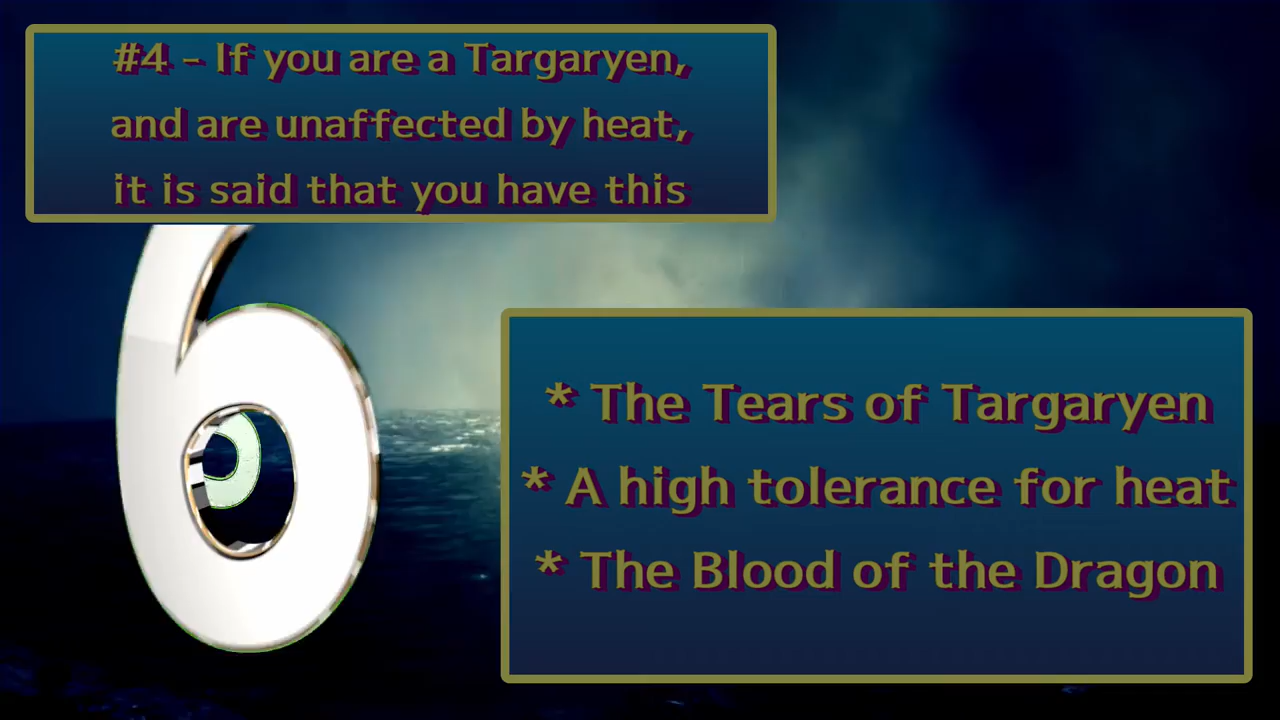 #4 - If you are a Targaryen,
and are unaffected by heat,
it is said that you have this
6
* The Tears of Targaryen
* A high tolerance for heat
* The Blood of the Dragon